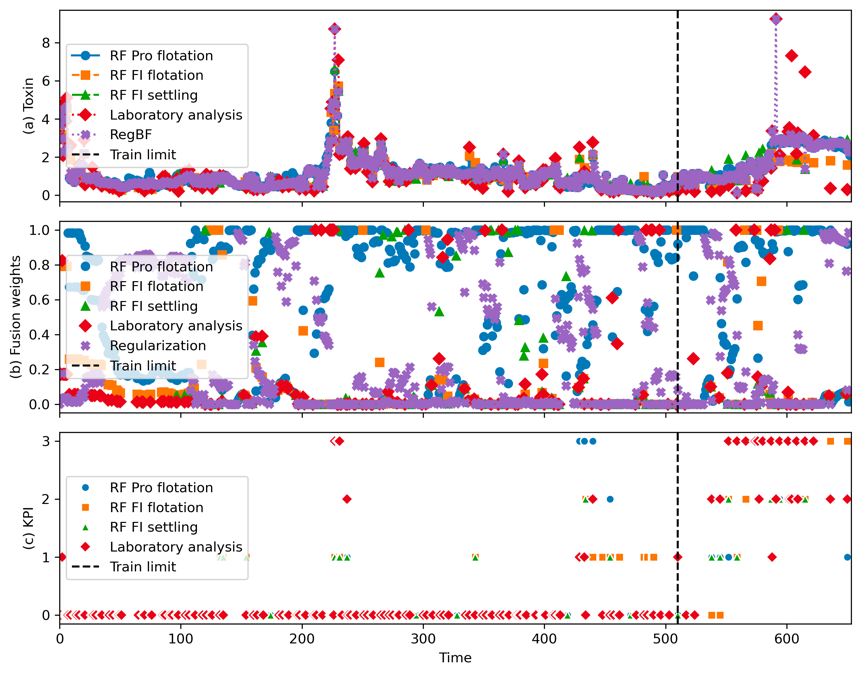 (a) Toxin
8
6
4
2
0
RF Pro flotation
RF FI flotation
RF FI settling
Laboratory analysis
RegBF
Train limit
(b) Fusion weights
1.0
0.8
0.6
0.4
0.2
0.0
RF Pro flotation
RF FI flotation
RF FI settling
Laboratory analysis
Regularization
Train limit
(c) KPI
3
2
1
0
RF Pro flotation
RF FI flotation
RF FI settling
Laboratory analysis
Train limit
0 100 200 300 400 500 600
Time